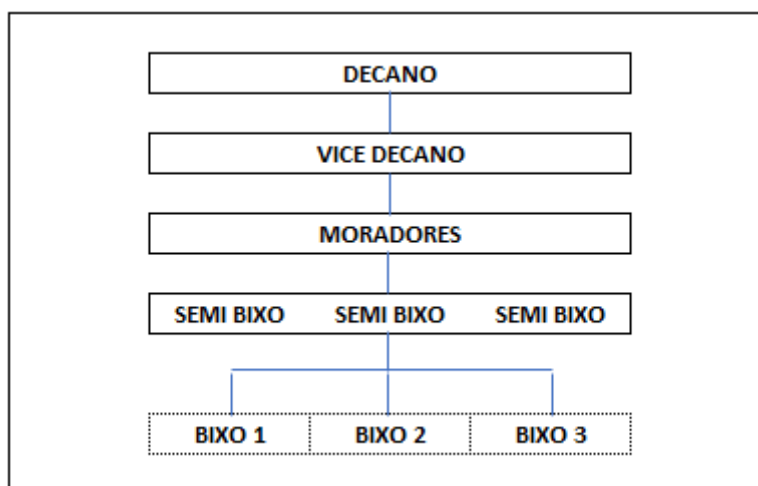 DECANO
VICE DECANO
MORADORES
SEMI BIXO SEMI BIXO SEMI BIXO
BIXO 1 BIXO 2 BIXO 3